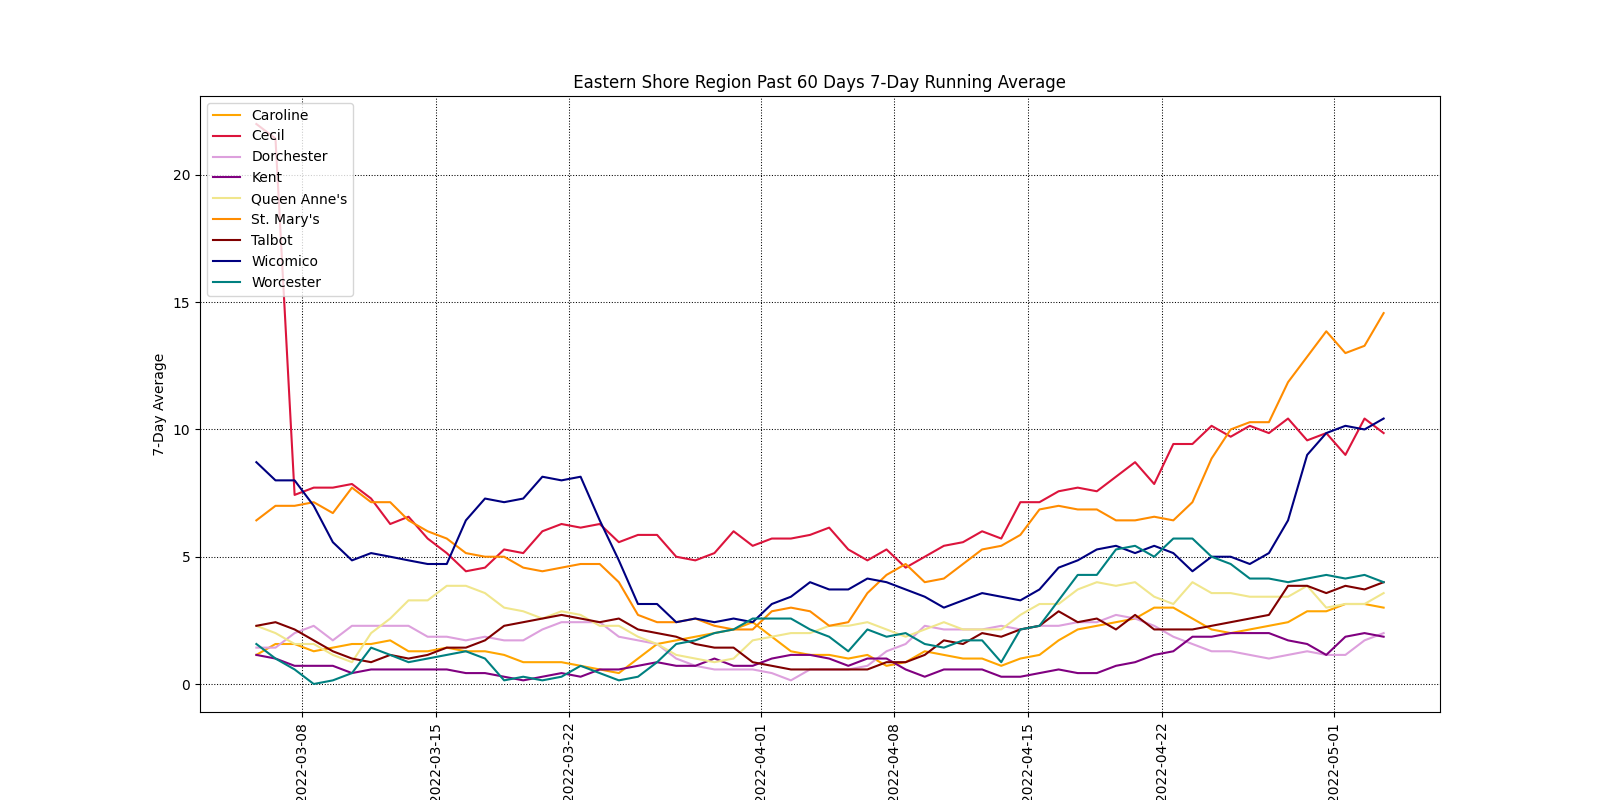 Eastern Shore Region Past 60 Days 7-Day Running Average
Caroline
Cecil
Dorchester
Kent
Queen Anne's
St. Mary's
Talbot
Wicomico
Worcester
7-Day Average
20
15
10
5
0
2022-03-08
2022-03-15
2022-03-22
2022-04-01
2022-04-08
2022-04-15
2022-04-22
2022-05-01